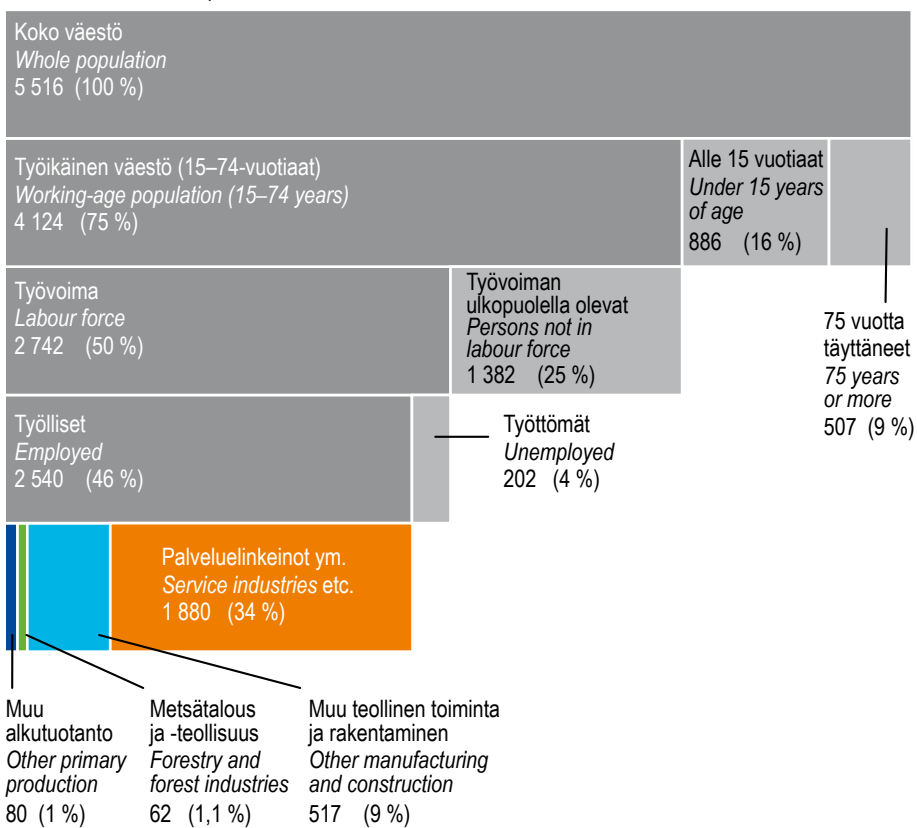 Koko väestö
Whole population
5 516 (100 %)
Työikäinen väestö (15–74-vuotiaat)
Working-age population (15–74 years)
4 124 (75 %)
Alle 15 vuotiaat
Under 15 years
of age
886 (16 %)
75 vuotta
täyttäneet
75 years
or more
507 (9 %)
Työvoima
Labour force
2 742 (50 %)
Työvoiman
ulkopuolella olevat
Persons not in
labour force
1 382 (25 %)
Työlliset
Employed
2 540 (46 %)
Työttömät
Unemployed
202 (4 %)
Palveluelinkeinot ym.
Service industries etc.
1 880 (34 %)
Muu
alkutuotanto
Other primary
production
80 (1 %)
Metsätalous
ja -teollisuus
Forestry and
forest industries
62 (1,1 %)
Muu teollinen toiminta
ja rakentaminen
Other manufacturing
and construction
517 (9 %)